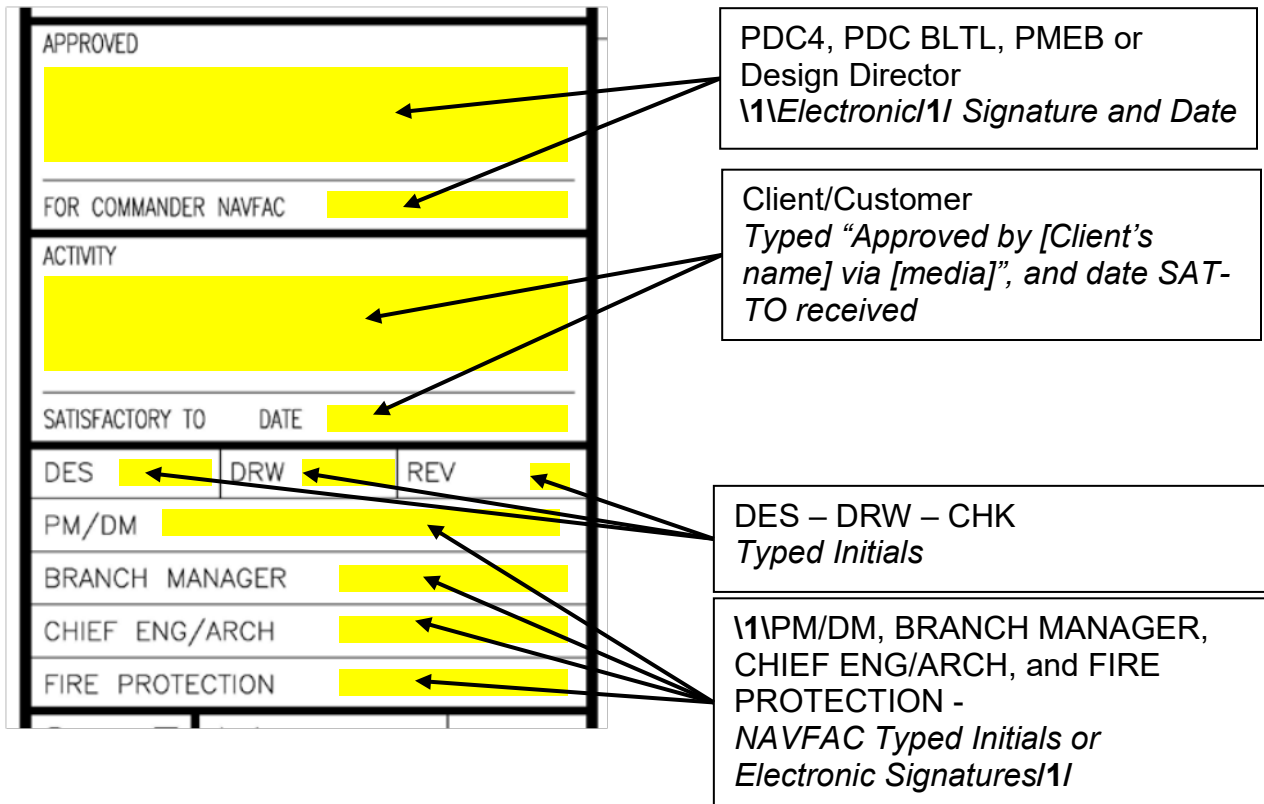 APPROVED
FOR COMMANDER NAVFAC
ACTIVITY
SATISFACTORY TO DATE
DES DRW REV
PM/DM
BRANCH MANAGER
CHIEF ENG/ARCH
FIRE PROTECTION
PDC4, PDC BLTL, PMEB or
Design Director
\1\Electronic/1/ Signature and Date
Client/Customer
Typed “Approved by [Client’s
name] via [media]”, and date SAT-
TO received
DES – DRW – CHK
Typed Initials
\1\PM/DM, BRANCH MANAGER,
CHIEF ENG/ARCH, and FIRE
PROTECTION -
NAVFAC Typed Initials or
Electronic Signatures/1/